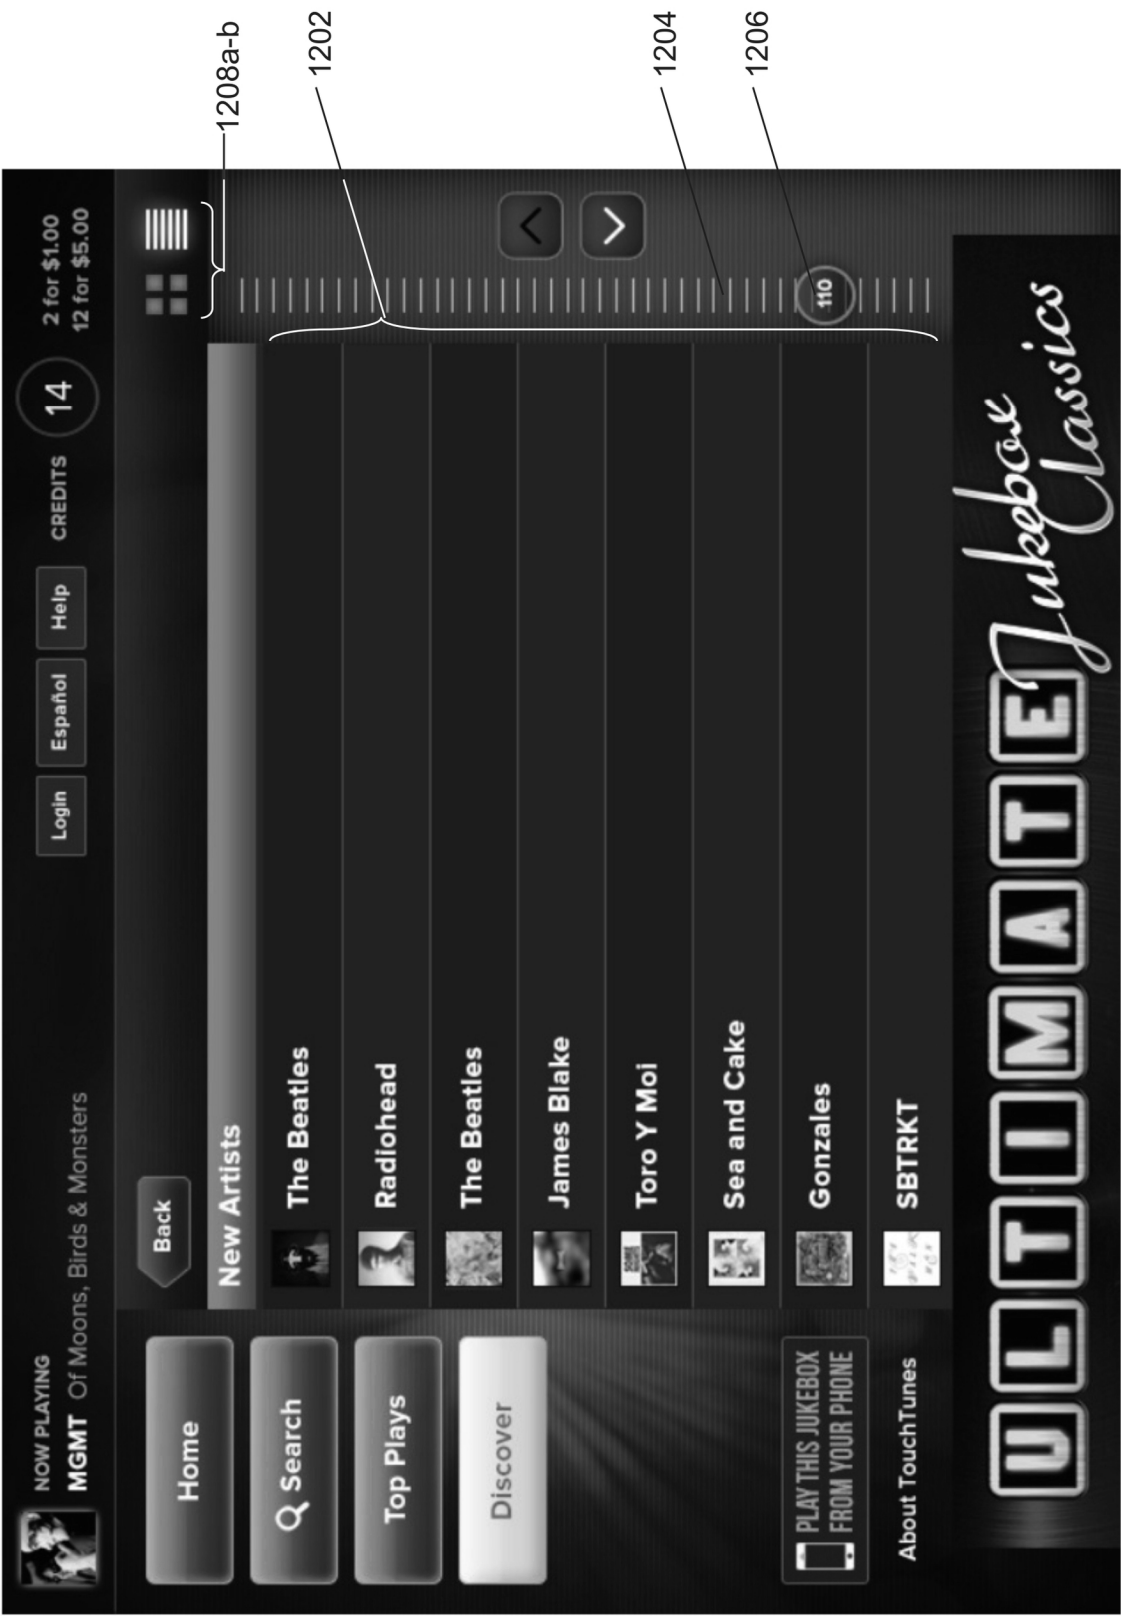 NOW PLAYING
MGMT Of Moons, Birds & Monsters
Login
Español
Help
CREDITS
14
2 for $1.00
12 for $5.00
Home
Search
Top Plays
Discover
PLAY THIS JUKEBOX
FROM YOUR PHONE
About TouchTunes
Back
New Artists
The Beatles
Radiohead
The Beatles
James Blake
Toro Y Moi
Sea and Cake
Gonzales
SBTRKT
110
ULTIMATE Jukebox
Classics
1208a-b
1202
1204
1206